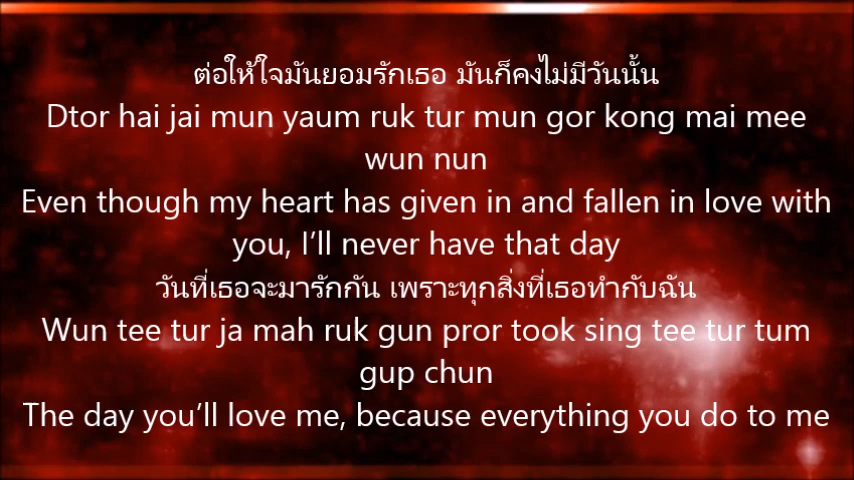 ต่อให้ใจมันยอมรักเธอ มันก็คงไม่มีวันนั้น
Dtor hai jai mun yaum ruk tur mun gor kong mai mee
wun nun
Even though my heart has given in and fallen in love with
you, I’ll never have that day
วันที่เธอจะมารักกัน เพราะทุกสิ่งที่เธอทำกับฉัน
Wun tee tur ja mah ruk gun pror took sing tee tur tum
gup chun
The day you’ll love me, because everything you do to me